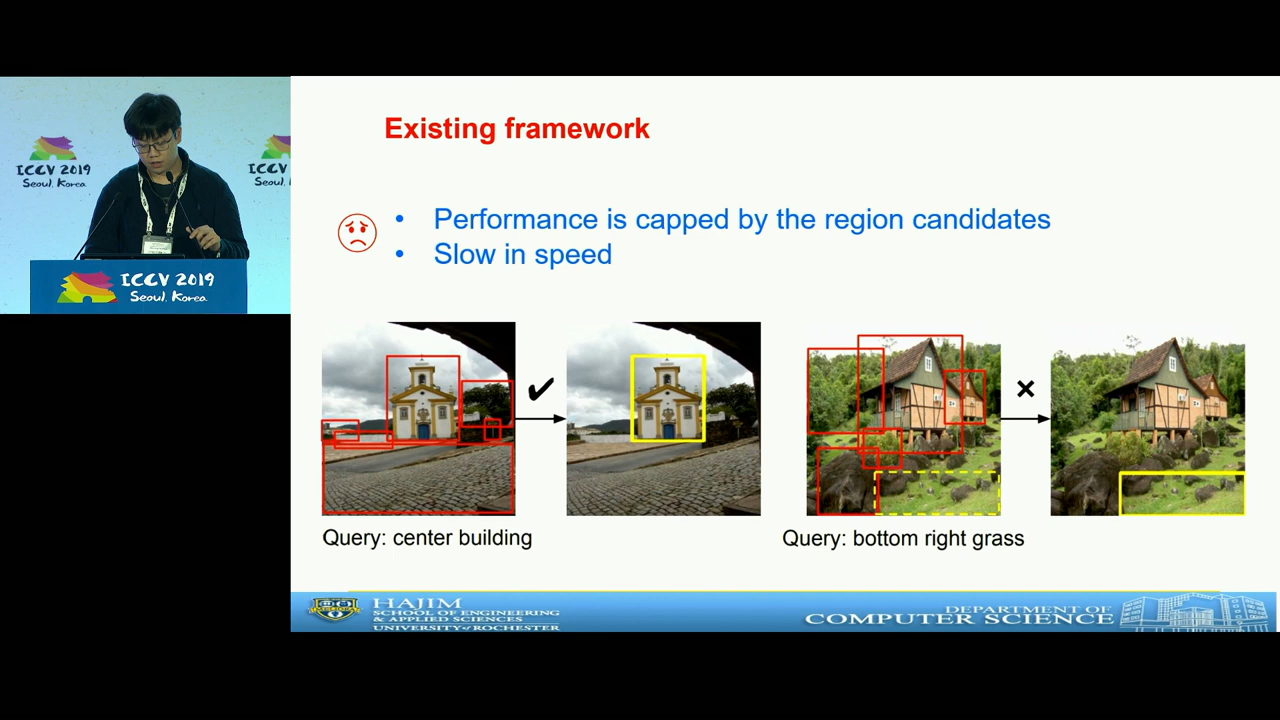 Existing framework
• Performance is capped by the region candidates
• Slow in speed
ICCV 2019
Seoul, Korea
ICCV
Seoul, K
ICCV 2019
Seoul, Korea
Query: center building
Query: bottom right grass
HAJIM
SCHOOL OF ENGINEERING
& APPLIED SCIENCES
UNIVERSITY of ROCHESTER
DEPARTMENT OF
COMPUTER SCIENCE